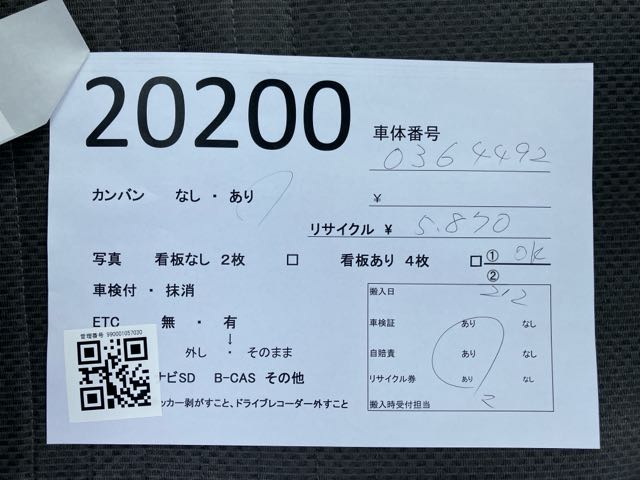 20200
車体番号
0364492
カンバン なし ・ あり
¥
リサイクル ¥ 5.870
写真 看板なし 2枚 □ 看板あり 4枚 □ ① OK
②
車検付 ・ 抹消
搬入日 2/2
ETC 無 ・ 有
↓
車検証 あり なし
管理番号 990001057030
外し ・ そのまま
自賠責 あり なし
ナビSD B-CAS その他
リサイクル券 あり なし
ッカー剥がすこと、ドライブレコーダー外すこと
搬入時受付担当